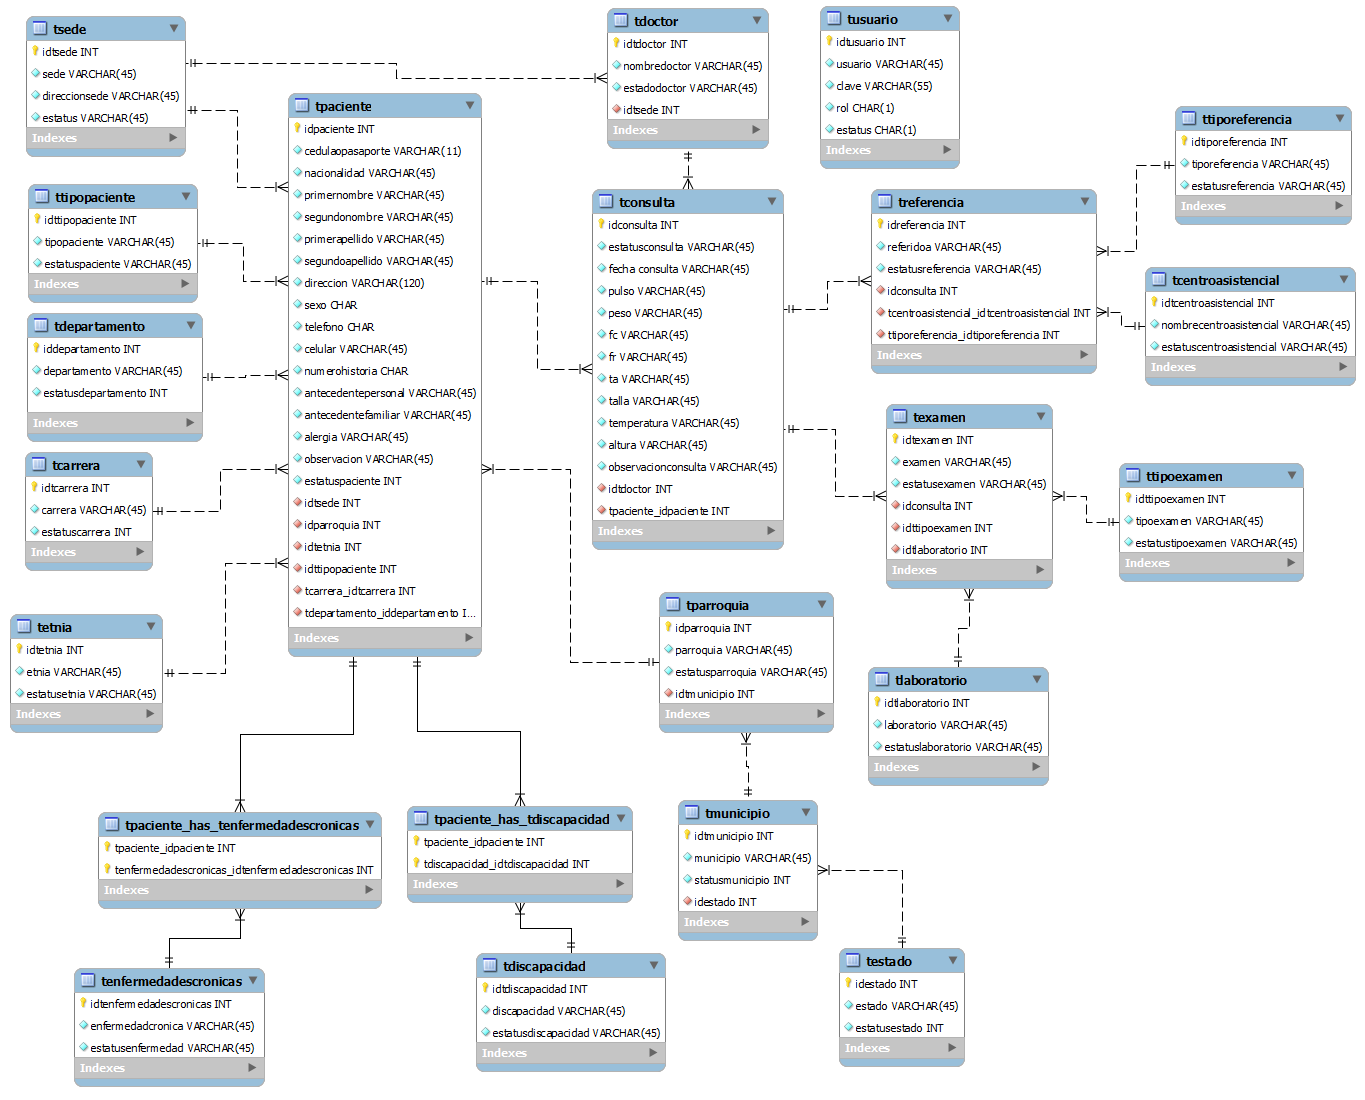 tsede
idtsede INT
sede VARCHAR(45)
direccionsede VARCHAR(45)
estatus VARCHAR(45)
Indexes
ttipopaciente
idttipopaciente INT
tipopaciente VARCHAR(45)
estatuspaciente VARCHAR(45)
Indexes
tdepartamento
iddepartamento INT
departamento VARCHAR(45)
estatusdepartamento INT
Indexes
tcarrera
idtcarrera INT
carrera VARCHAR(45)
estatuscarrera INT
Indexes
tetnia
idtetnia INT
etnia VARCHAR(45)
estatusetnia VARCHAR(45)
Indexes
tpaciente
idpaciente INT
cedulaopasaporte VARCHAR(11)
nacionalidad VARCHAR(45)
primernombre VARCHAR(45)
segundonombre VARCHAR(45)
primerapellido VARCHAR(45)
segundoapellido VARCHAR(45)
direccion VARCHAR(120)
sexo CHAR
telefono CHAR
celular VARCHAR(45)
numerohistoria CHAR
antecedentepersonal VARCHAR(45)
antecedentefamiliar VARCHAR(45)
alergia VARCHAR(45)
observacion VARCHAR(45)
estatuspaciente INT
idtsede INT
idparroquia INT
idtetnia INT
idttipopaciente INT
tcarrera_idtcarrera INT
tdepartamento_iddepartamento I...
Indexes
tdoctor
idtdoctor INT
nombredoctor VARCHAR(45)
estadodoctor VARCHAR(45)
idtsede INT
Indexes
tusuario
idtusuario INT
usuario VARCHAR(45)
clave VARCHAR(55)
rol CHAR(1)
estatus CHAR(1)
Indexes
tconsulta
idconsulta INT
estatusconsulta VARCHAR(45)
fecha consulta VARCHAR(45)
pulso VARCHAR(45)
peso VARCHAR(45)
fc VARCHAR(45)
fr VARCHAR(45)
ta VARCHAR(45)
talla VARCHAR(45)
temperatura VARCHAR(45)
altura VARCHAR(45)
observacionconsulta VARCHAR(45)
idtdoctor INT
tpaciente_idpaciente INT
Indexes
treferencia
idreferencia INT
referidoa VARCHAR(45)
estatusreferencia VARCHAR(45)
idconsulta INT
tcentroasistencial_idtcentroasistencial INT
ttiporeferencia_idtiporeferencia INT
Indexes
ttiporeferencia
idtiporeferencia INT
tiporeferencia VARCHAR(45)
estatusreferencia VARCHAR(45)
Indexes
tcentroasistencial
idtcentroasistencial INT
nombrecentroasistencial VARCHAR(45)
estatuscentroasistencial VARCHAR(45)
Indexes
texamen
idtexamen INT
examen VARCHAR(45)
estatusexamen VARCHAR(45)
idconsulta INT
idttipoexamen INT
idtlaboratorio INT
Indexes
ttipoexamen
idttipoexamen INT
tipoexamen VARCHAR(45)
estatustipoexamen VARCHAR(45)
Indexes
tparroquia
idparroquia INT
parroquia VARCHAR(45)
estatusparroquia VARCHAR(45)
idtmunicipio INT
Indexes
tlaboratorio
idtlaboratorio INT
laboratorio VARCHAR(45)
estatuslaboratorio VARCHAR(45)
Indexes
tpaciente_has_tenfermedadescronicas
tpaciente_idpaciente INT
tenfermedadescronicas_idtenfermedadescronicas INT
Indexes
tpaciente_has_tdiscapacidad
tpaciente_idpaciente INT
tdiscapacidad_idtdiscapacidad INT
Indexes
tmunicipio
idtmunicipio INT
municipio VARCHAR(45)
statusmunicipio INT
idestado INT
Indexes
tenfermedadescronicas
idtenfermedadescronicas INT
enfermedadcronica VARCHAR(45)
estatusenfermedad VARCHAR(45)
Indexes
tdiscapacidad
idtdiscapacidad INT
discapacidad VARCHAR(45)
estatusdiscapacidad VARCHAR(45)
Indexes
testado
idestado INT
estado VARCHAR(45)
estatusestado INT
Indexes